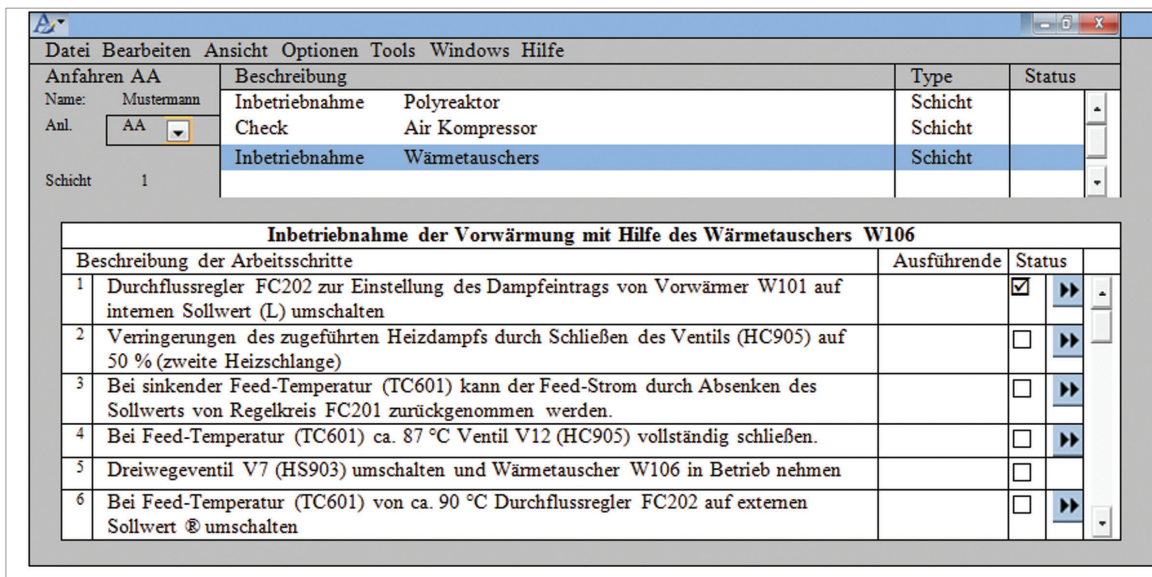 Datei Bearbeiten Ansicht Optionen Tools Windows Hilfe
Anfahren AA Beschreibung Type Status
Name: Mustermann Inbetriebnahme Polyreaktor Schicht
Anl. AA Check Air Kompressor Schicht
Inbetriebnahme Wärmetauschers Schicht
Schicht 1
Inbetriebnahme der Vorwärmung mit Hilfe des Wärmetauschers W106
Beschreibung der Arbeitsschritte Ausführende Status
1 Durchflussregler FC202 zur Einstellung des Dampfeintrags von Vorwärmer W101 auf
internen Sollwert (L) umschalten
2 Verringerungen des zugeführten Heizdampfs durch Schließen des Ventils (HC905) auf
50 % (zweite Heizschlange)
3 Bei sinkender Feed-Temperatur (TC601) kann der Feed-Strom durch Absenken des
Sollwerts von Regelkreis FC201 zurückgenommen werden.
4 Bei Feed-Temperatur (TC601) ca. 87 °C Ventil V12 (HC905) vollständig schließen.
5 Dreiwegeventil V7 (HS903) umschalten und Wärmetauscher W106 in Betrieb nehmen
6 Bei Feed-Temperatur (TC601) von ca. 90 °C Durchflussregler FC202 auf externen
Sollwert ® umschalten